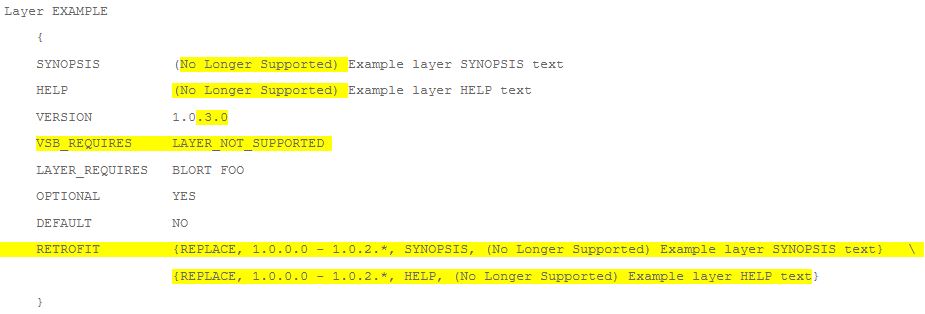 Layer EXAMPLE
{
SYNOPSIS (No Longer Supported) Example layer SYNOPSIS text
HELP (No Longer Supported) Example layer HELP text
VERSION 1.0.3.0
VSB_REQUIRES LAYER_NOT_SUPPORTED
LAYER_REQUIRES BLORT FOO
OPTIONAL YES
DEFAULT NO
RETROFIT {REPLACE, 1.0.0.0 – 1.0.2.*, SYNOPSIS, (No Longer Supported) Example layer SYNOPSIS text} \
{REPLACE, 1.0.0.0 – 1.0.2.*, HELP, (No Longer Supported) Example layer HELP text}
}